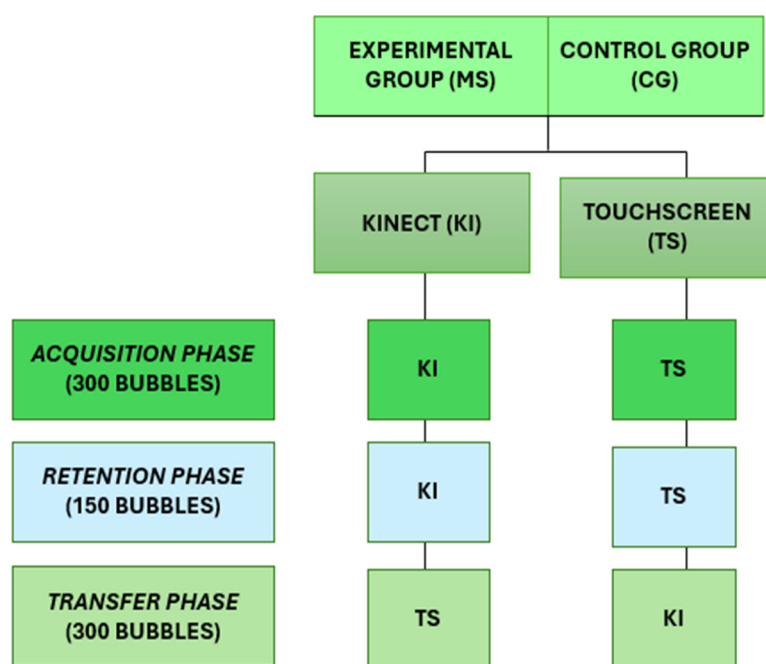 EXPERIMENTAL
GROUP (MS)
CONTROL GROUP
(CG)
KINECT (KI)
TOUCHSCREEN
(TS)
ACQUISITION PHASE
(300 BUBBLES)
KI
TS
RETENTION PHASE
(150 BUBBLES)
KI
TS
TRANSFER PHASE
(300 BUBBLES)
TS
KI